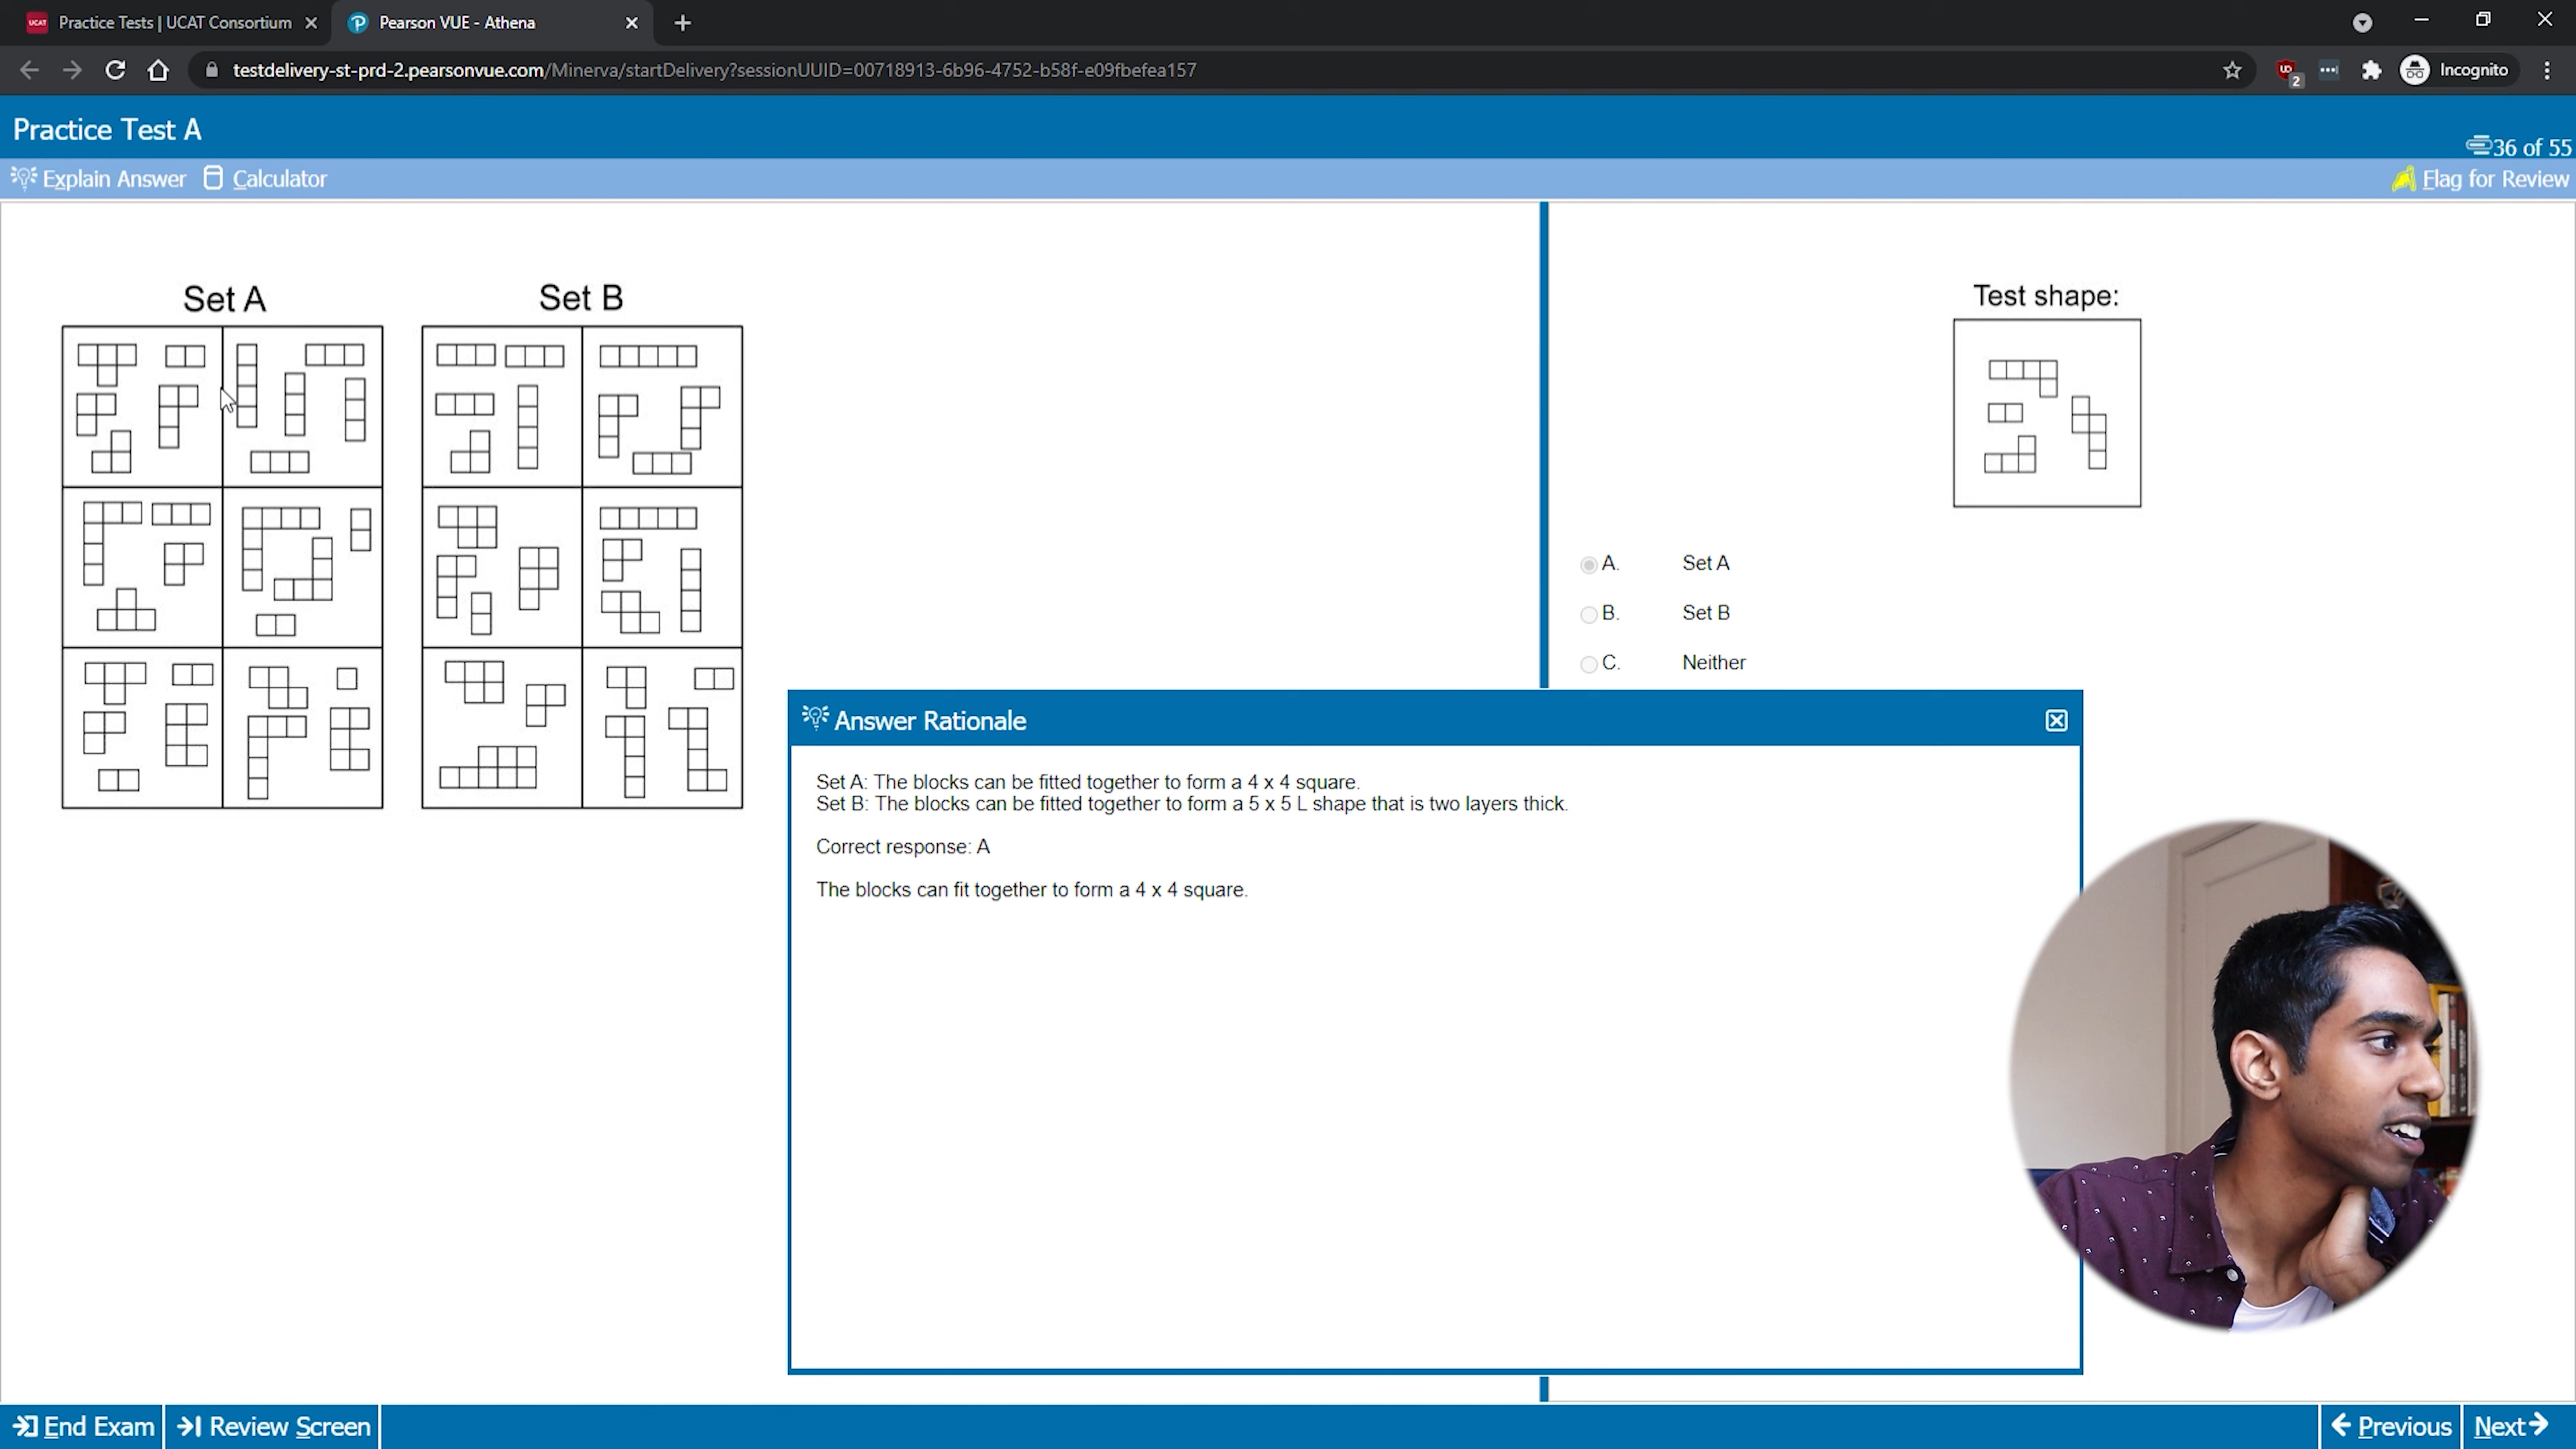 Practice Tests | UCAT Consortium
Pearson VUE - Athena
testdelivery-st-prd-2.pearsonvue.com/Minerva/startDelivery?sessionUUID=00718913-6b96-4752-b58f-e09fbefea157
2
Incognito
Practice Test A
36 of 55
Explain Answer
Calculator
Flag for Review
Set A
Set B
Test shape:
A. Set A
B. Set B
C. Neither
Answer Rationale
Set A: The blocks can be fitted together to form a 4 x 4 square.
Set B: The blocks can be fitted together to form a 5 x 5 L shape that is two layers thick.
Correct response: A
The blocks can fit together to form a 4 x 4 square.
End Exam
Review Screen
Previous
Next